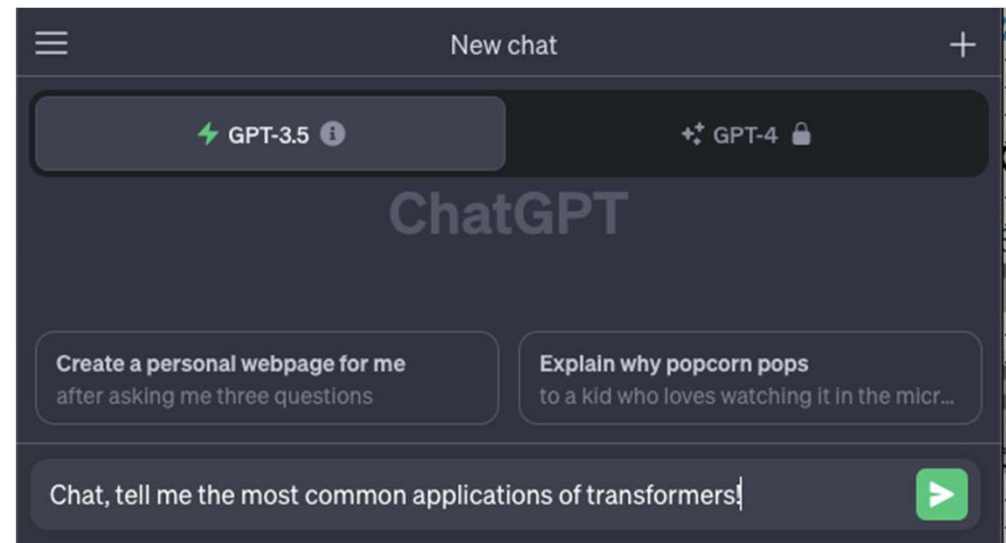 New chat
GPT-3.5
GPT-4
ChatGPT
Create a personal webpage for me
after asking me three questions
Explain why popcorn pops
to a kid who loves watching it in the micr...
Chat, tell me the most common applications of transformers!